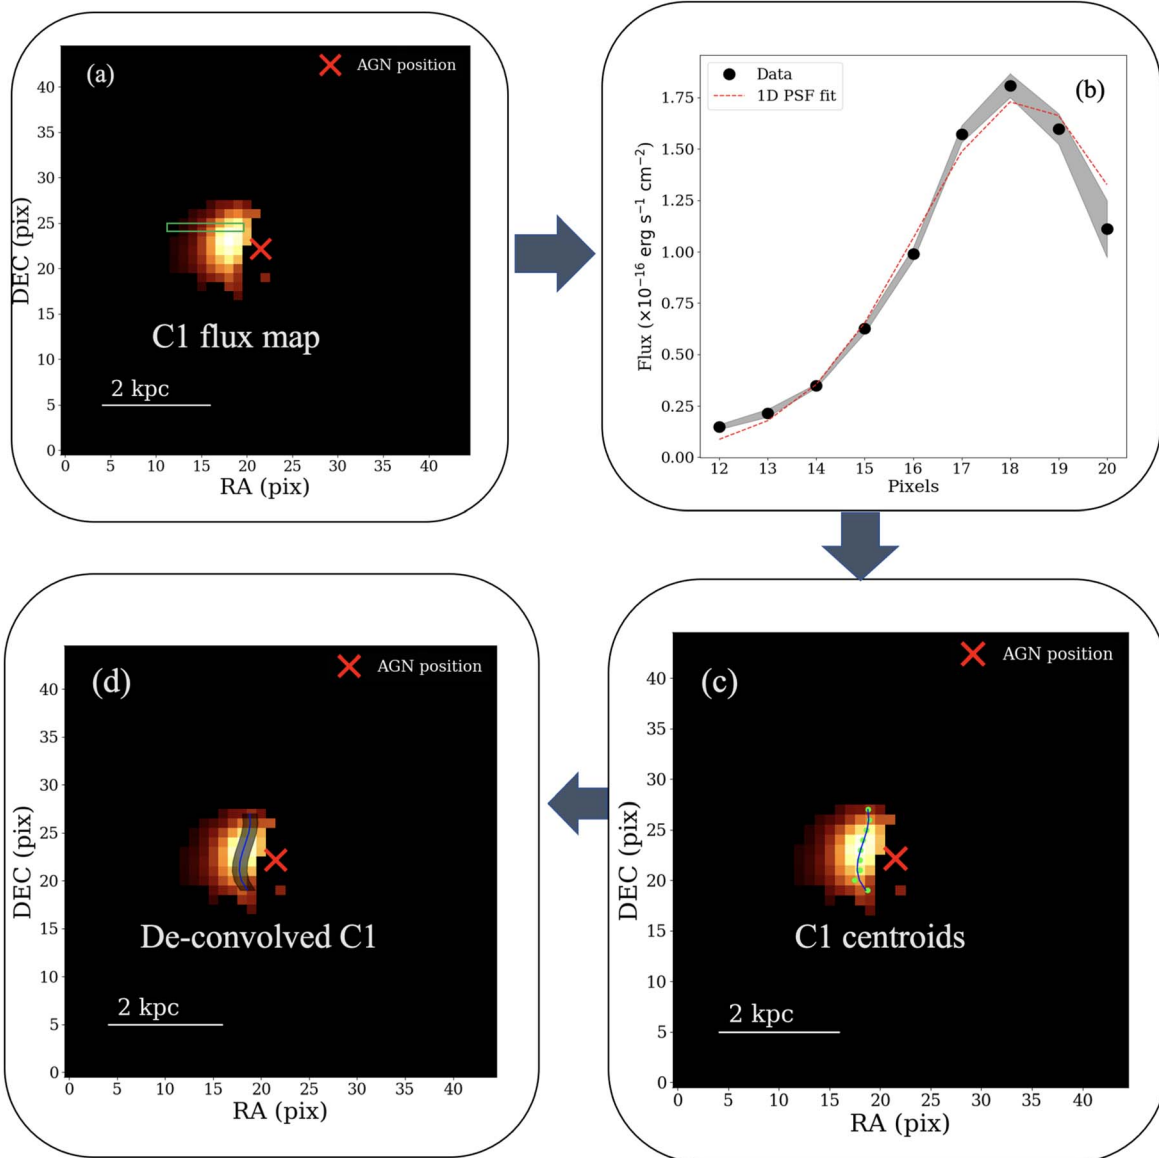 (a)
AGN position
C1 flux map
2 kpc
40
35
30
25
20
15
10
5
0
DEC (pix)
0 5 10 15 20 25 30 35 40
RA (pix)
Data
1D PSF fit
(b)
1.75
1.50
1.25
1.00
0.75
0.50
0.25
0.00
Flux (×10⁻¹⁶ erg s⁻¹ cm⁻²)
12 13 14 15 16 17 18 19 20
Pixels
(d)
AGN position
De-convolved C1
2 kpc
40
35
30
25
20
15
10
5
0
DEC (pix)
0 5 10 15 20 25 30 35 40
RA (pix)
(c)
AGN position
C1 centroids
2 kpc
40
35
30
25
20
15
10
5
0
DEC (pix)
0 5 10 15 20 25 30 35 40
RA (pix)